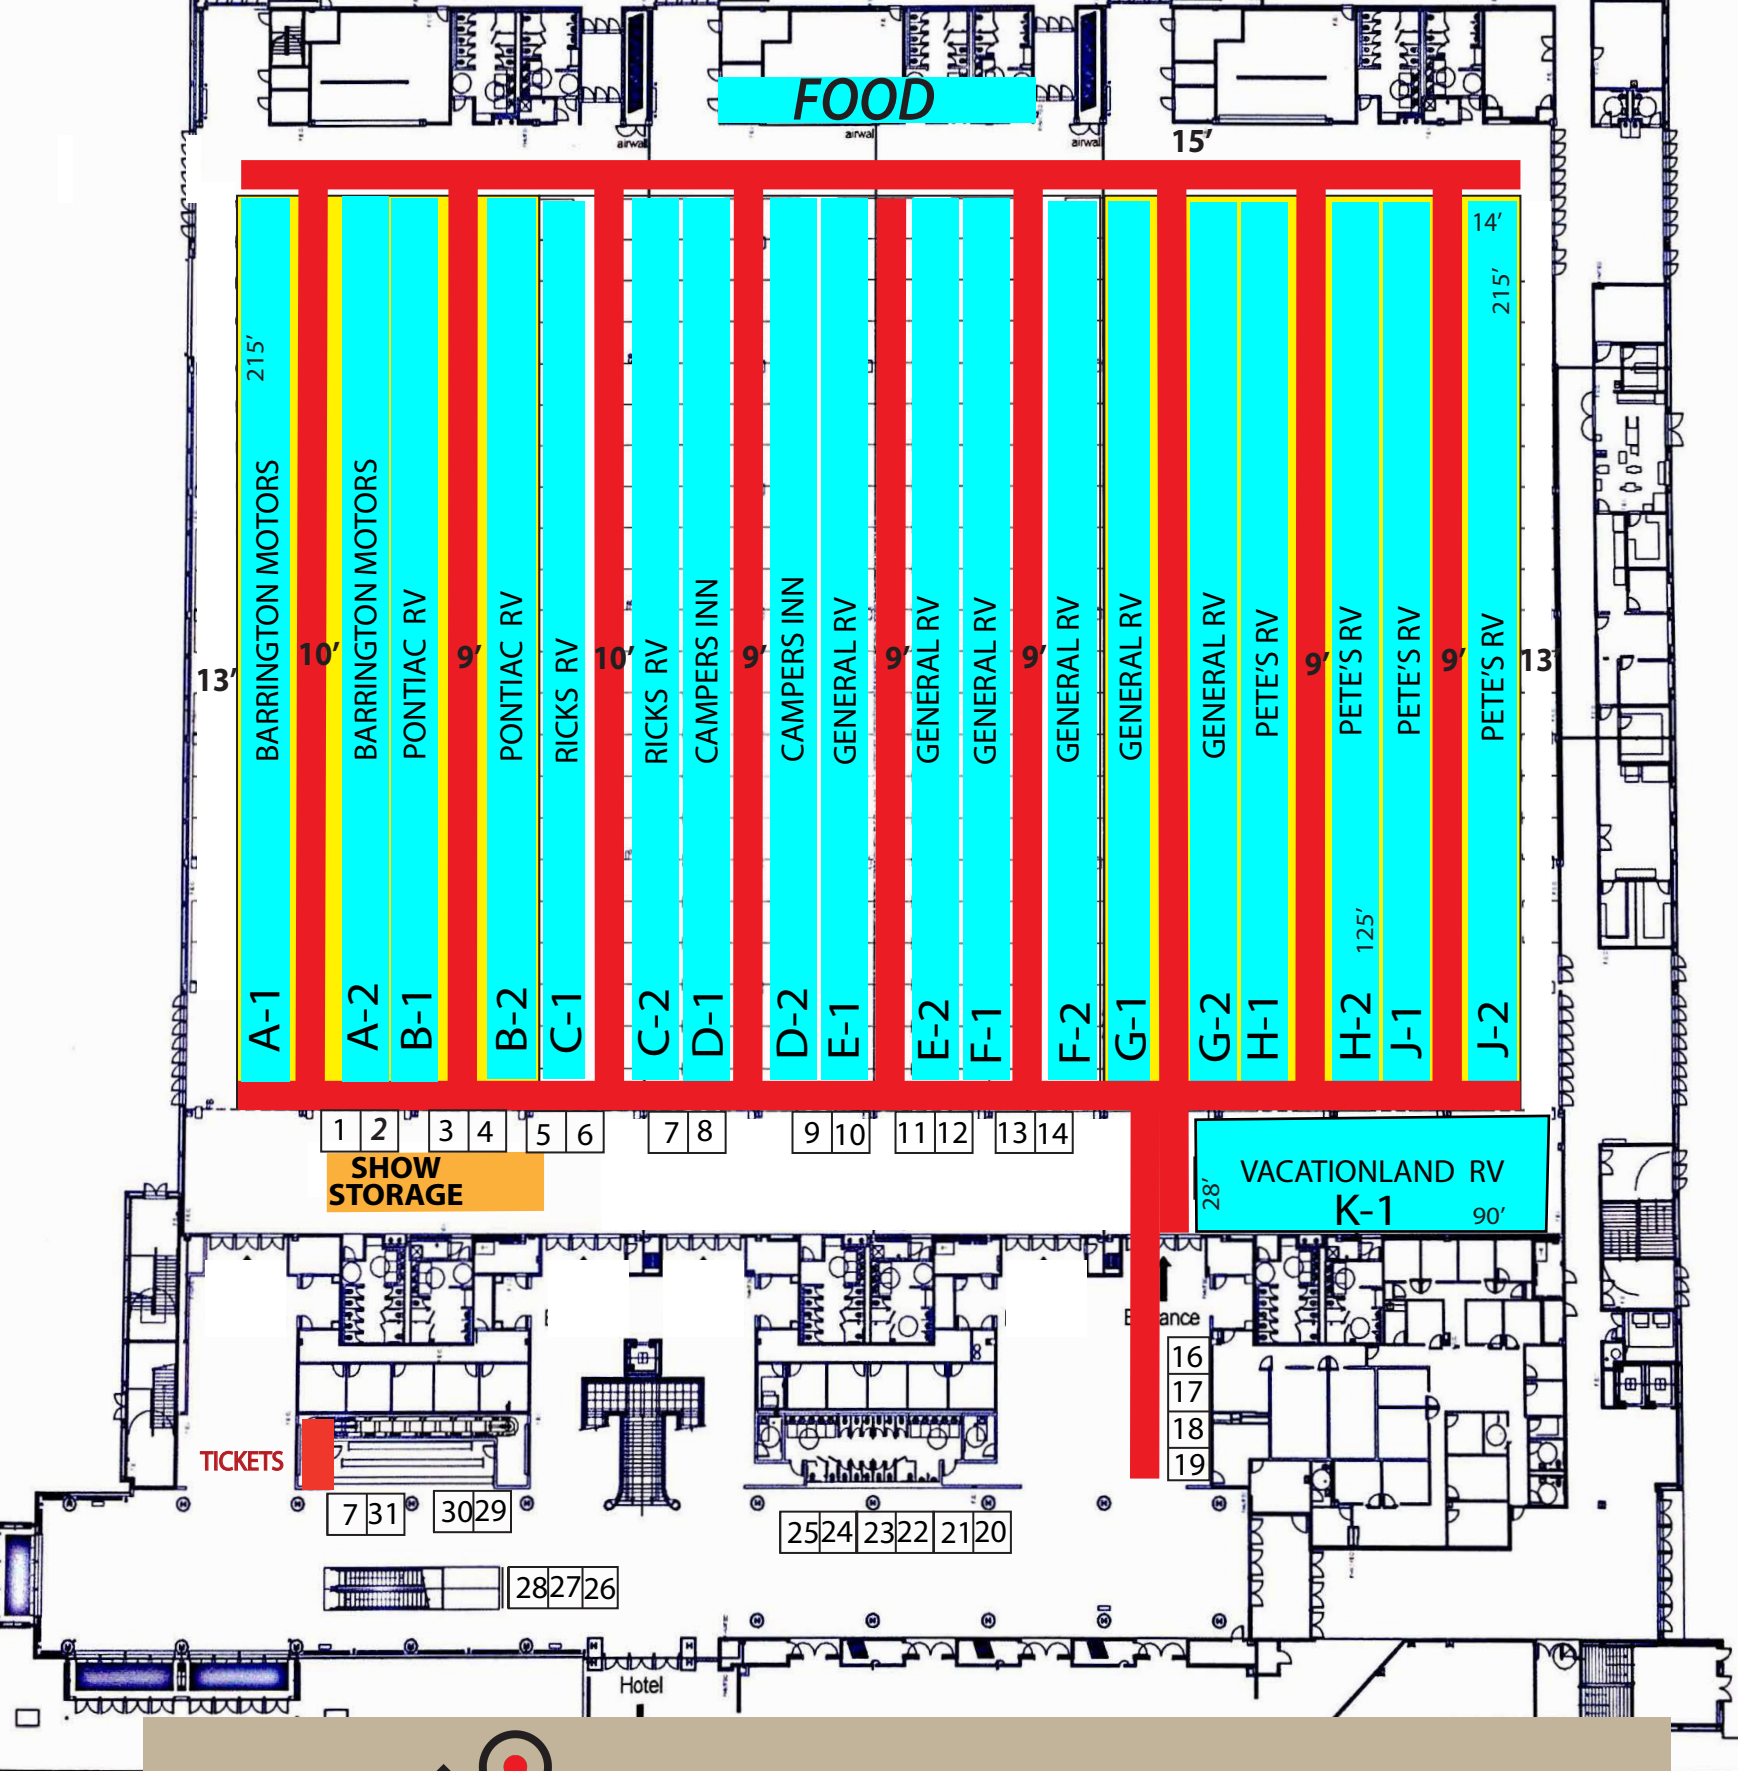 FOOD
airwall
airwall
airwall
15'
14'
215'
215'
BARRINGTON MOTORS
BARRINGTON MOTORS
PONTIAC RV
PONTIAC RV
RICKS RV
RICKS RV
CAMPERS INN
CAMPERS INN
GENERAL RV
GENERAL RV
GENERAL RV
GENERAL RV
GENERAL RV
GENERAL RV
PETE'S RV
PETE'S RV
PETE'S RV
PETE'S RV
13'
10'
9'
10'
9'
9'
9'
9'
9'
13'
125'
A-1
A-2
B-1
B-2
C-1
C-2
D-1
D-2
E-1
E-2
F-1
F-2
G-1
G-2
H-1
H-2
J-1
J-2
1 2
3 4
5 6
7 8
9 10
11 12
13 14
SHOW
STORAGE
VACATIONLAND RV
28'
K-1
90'
16
17
18
19
TICKETS
7 31
30 29
25 24
23 22
21 20
28 27 26
Hotel